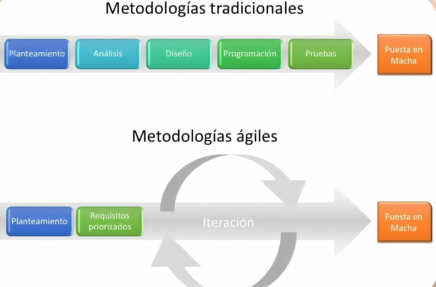 Metodologías tradicionales
Planteamiento
Análisis
Diseño
Programación
Pruebas
Puesta en
Macha
Metodologías ágiles
Planteamiento
Requisitos
priorizados
Iteración
Puesta en
Macha